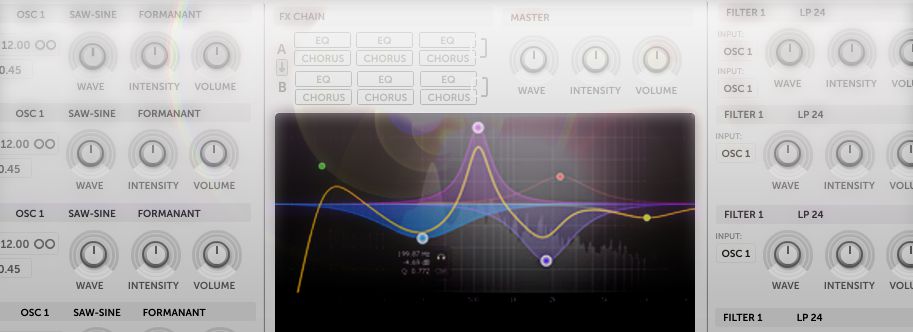 OSC 1 SAW-SINE FORMANANT
12.00
0.45
WAVE INTENSITY VOLUME
OSC 1 SAW-SINE FORMANANT
12.00
0.45
WAVE INTENSITY VOLUME
OSC 1 SAW-SINE FORMANANT
12.00
0.45
WAVE INTENSITY VOLUME
OSC 1 SAW-SINE FORMANANT
FX CHAIN
A
EQ EQ EQ
CHORUS CHORUS CHORUS
B
EQ EQ EQ
CHORUS CHORUS CHORUS
MASTER
WAVE INTENSITY VOLUME
199.87 Hz
-4.69 dB
Q: 0.772
FILTER 1 LP 24
INPUT:
OSC 1
INPUT:
OSC 1
WAVE INTENSITY VOLUME
FILTER 1 LP 24
INPUT:
OSC 1
WAVE INTENSITY VOLUME
FILTER 1 LP 24
INPUT:
OSC 1
WAVE INTENSITY VOLUME
FILTER 1 LP 24